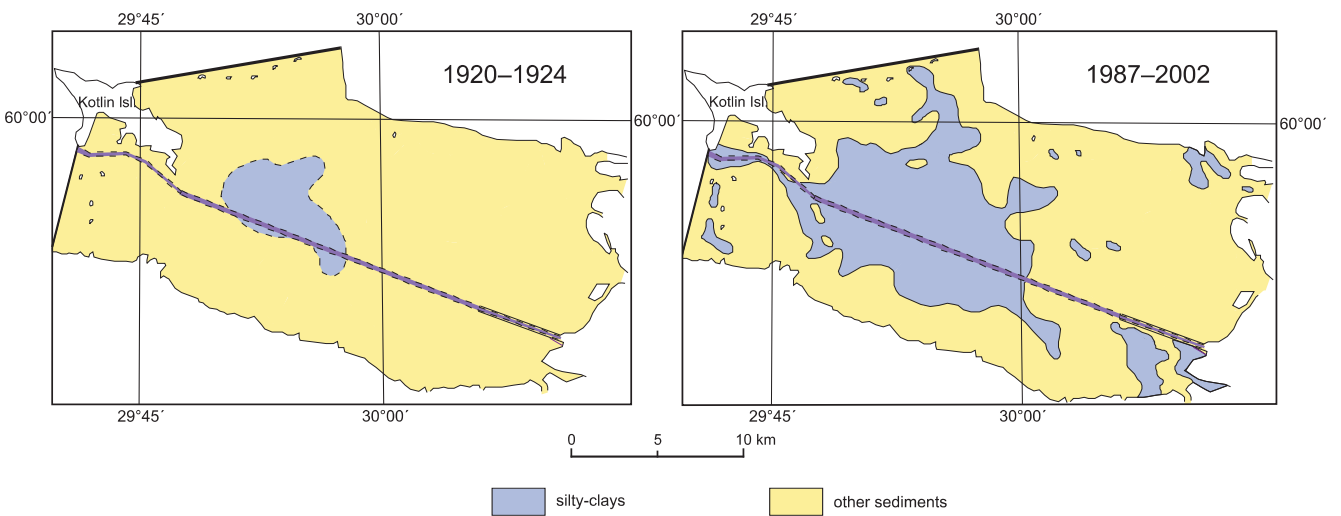 29°45´ 30°00´ 29°45´ 30°00´
1920–1924 1987–2002
Kotlin Isl. Kotlin Isl.
60°00´ 60°00´ 60°00´
29°45´ 30°00´ 29°45´ 30°00´
0 5 10 km
silty-clays other sediments